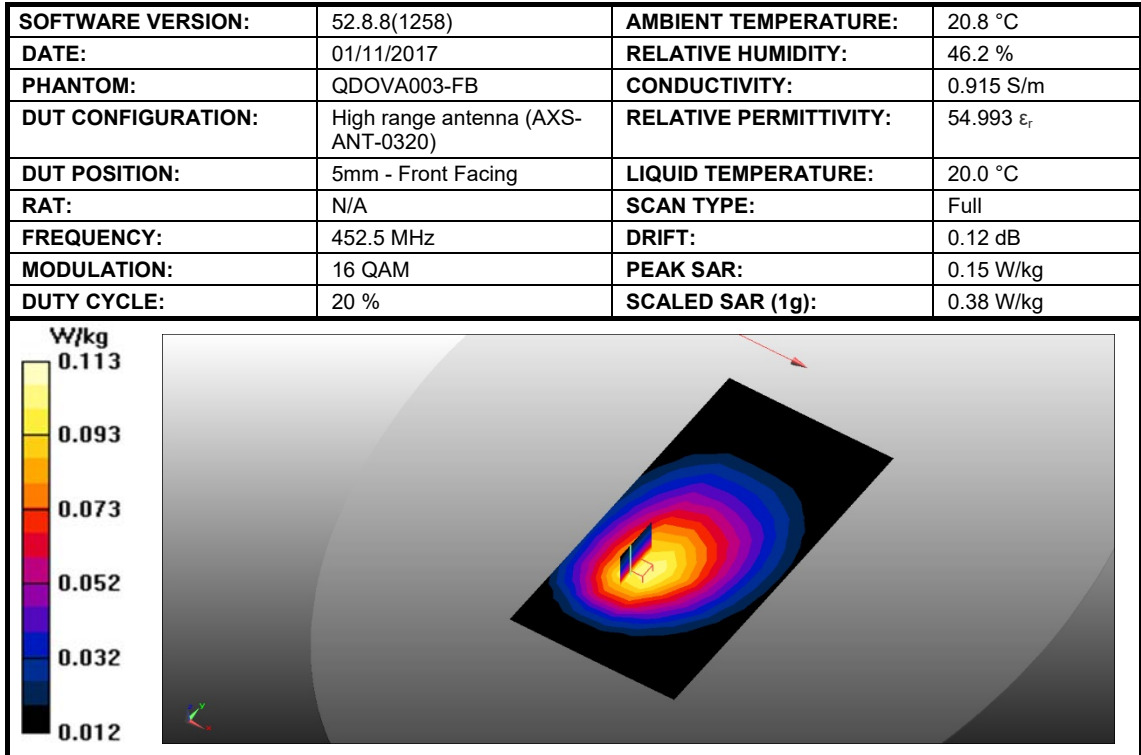 SOFTWARE VERSION: 52.8.8(1258) AMBIENT TEMPERATURE: 20.8 °C
DATE: 01/11/2017 RELATIVE HUMIDITY: 46.2 %
PHANTOM: QDOVA003-FB CONDUCTIVITY: 0.915 S/m
DUT CONFIGURATION: High range antenna (AXS- RELATIVE PERMITTIVITY: 54.993 εr
ANT-0320)
DUT POSITION: 5mm - Front Facing LIQUID TEMPERATURE: 20.0 °C
RAT: N/A SCAN TYPE: Full
FREQUENCY: 452.5 MHz DRIFT: 0.12 dB
MODULATION: 16 QAM PEAK SAR: 0.15 W/kg
DUTY CYCLE: 20 % SCALED SAR (1g): 0.38 W/kg
W/kg
0.113
0.093
0.073
0.052
0.032
0.012